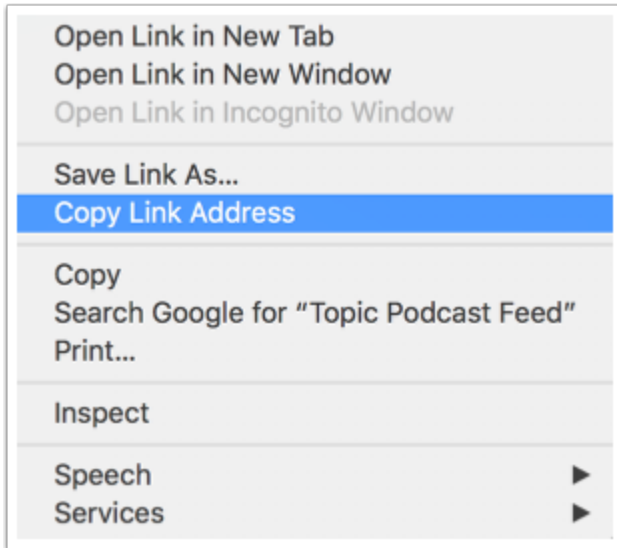 Open Link in New Tab
Open Link in New Window
Open Link in Incognito Window
Save Link As...
Copy Link Address
Copy
Search Google for “Topic Podcast Feed”
Print...
Inspect
Speech
Services